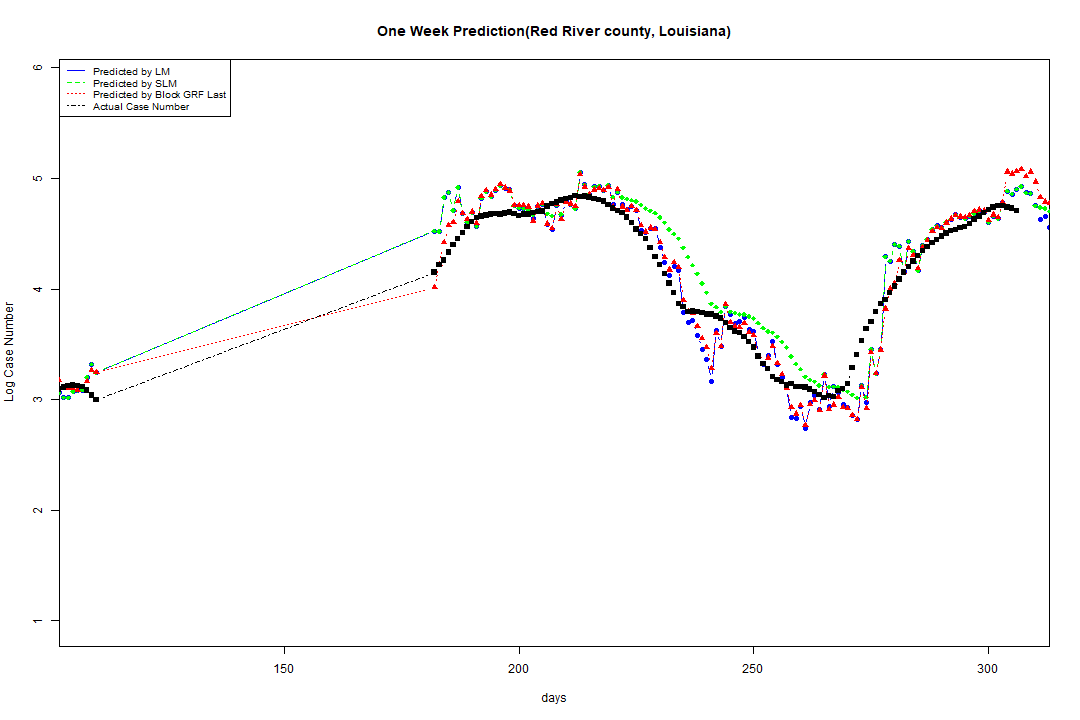 One Week Prediction(Red River county, Louisiana)
Predicted by LM
Predicted by SLM
Predicted by Block GRF Last
Actual Case Number
6
5
4
3
2
1
Log Case Number
150 200 250 300
days